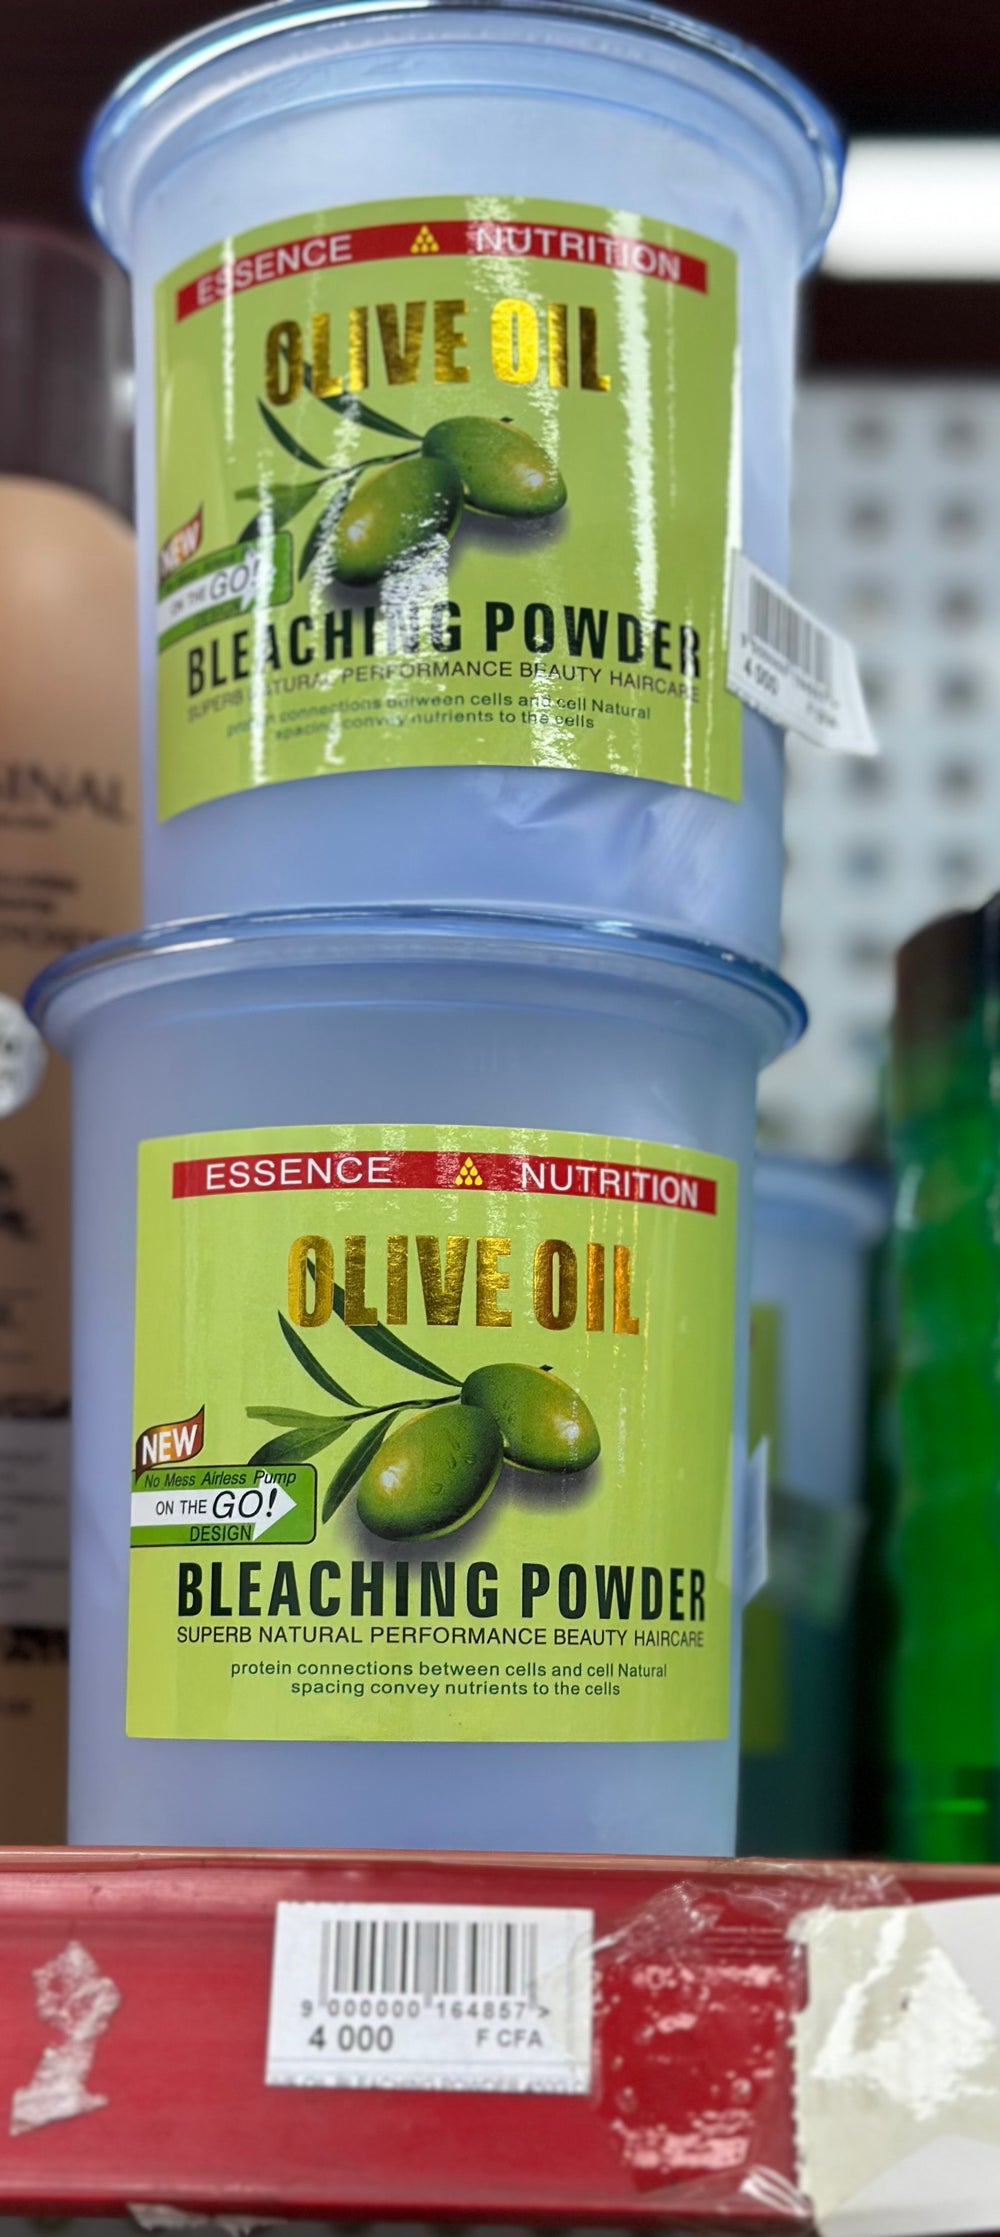 ESSENCE NUTRITION
OLIVE OIL
NEW
ON THE GO!
DESIGN
BLEACHING POWDER
SUPERB NATURAL PERFORMANCE BEAUTY HAIRCARE
protein connections between cells and cell Natural
spacing convey nutrients to the cells
4 000
ESSENCE NUTRITION
OLIVE OIL
NEW
No Mess Airless Pump
ON THE GO!
DESIGN
BLEACHING POWDER
SUPERB NATURAL PERFORMANCE BEAUTY HAIRCARE
protein connections between cells and cell Natural
spacing convey nutrients to the cells
9 000000 164857 >
4 000 F CFA